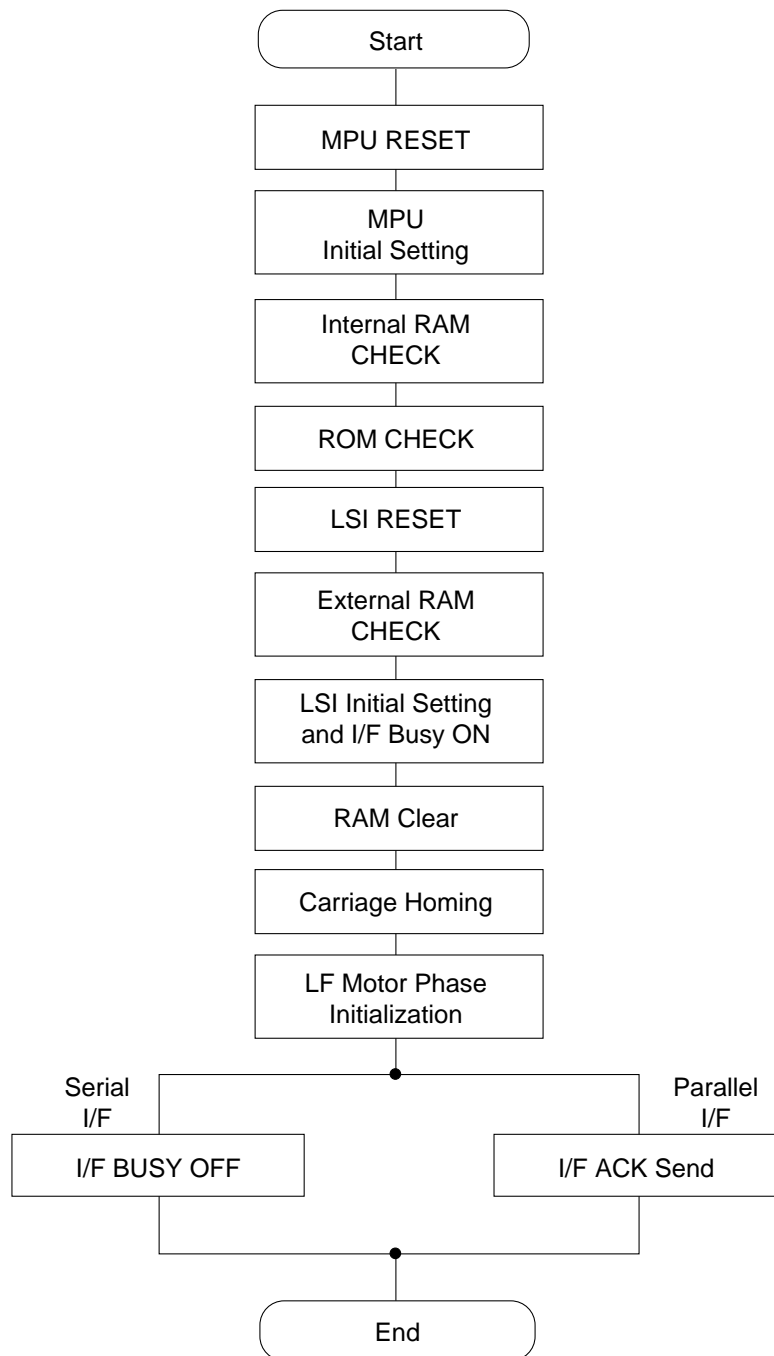 Start
MPU RESET
MPU
Initial Setting
Internal RAM
CHECK
ROM CHECK
LSI RESET
External RAM
CHECK
LSI Initial Setting
and I/F Busy ON
RAM Clear
Carriage Homing
LF Motor Phase
Initialization
Serial
I/F
I/F BUSY OFF
Parallel
I/F
I/F ACK Send
End